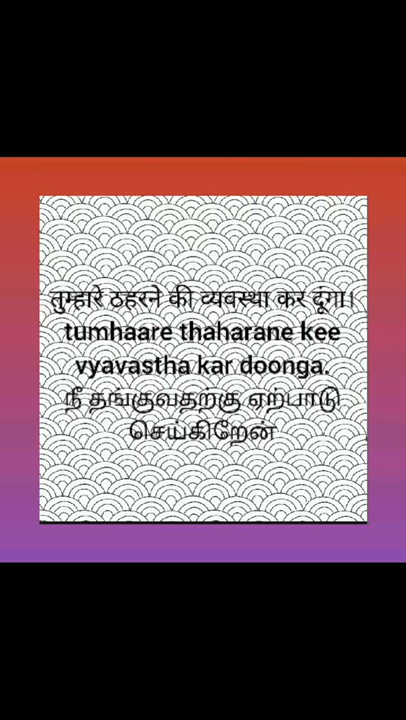 तुम्हारे ठहरने की व्यवस्था कर दूंगा।
tumhaare thaharane kee
vyavastha kar doonga.
நீ தங்குவதற்கு ஏற்பாடு
செய்கிறேன்